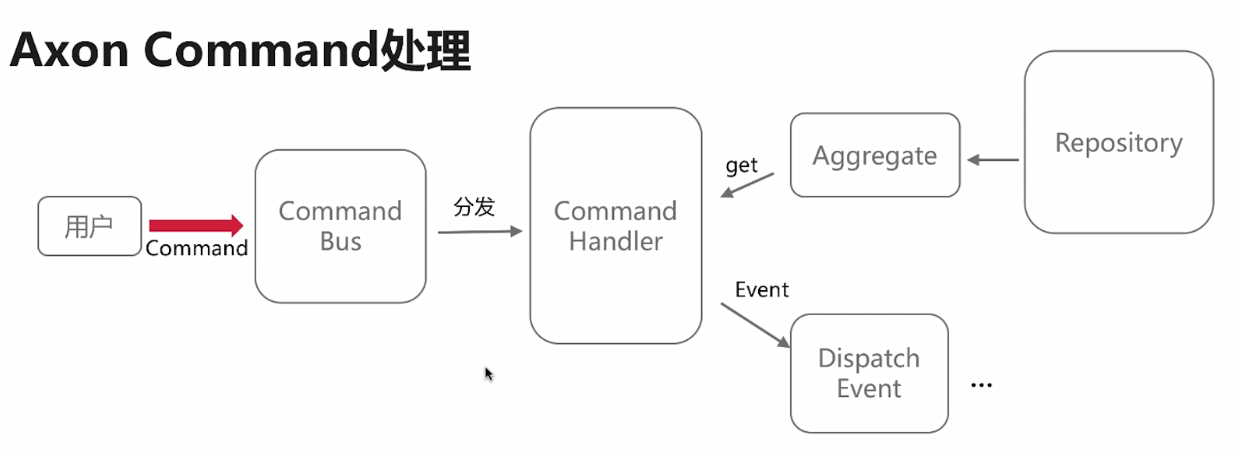 Axon Command处理
用户
Command
Command
Bus
分发
Command
Handler
get
Aggregate
Repository
Event
Dispatch
Event
...